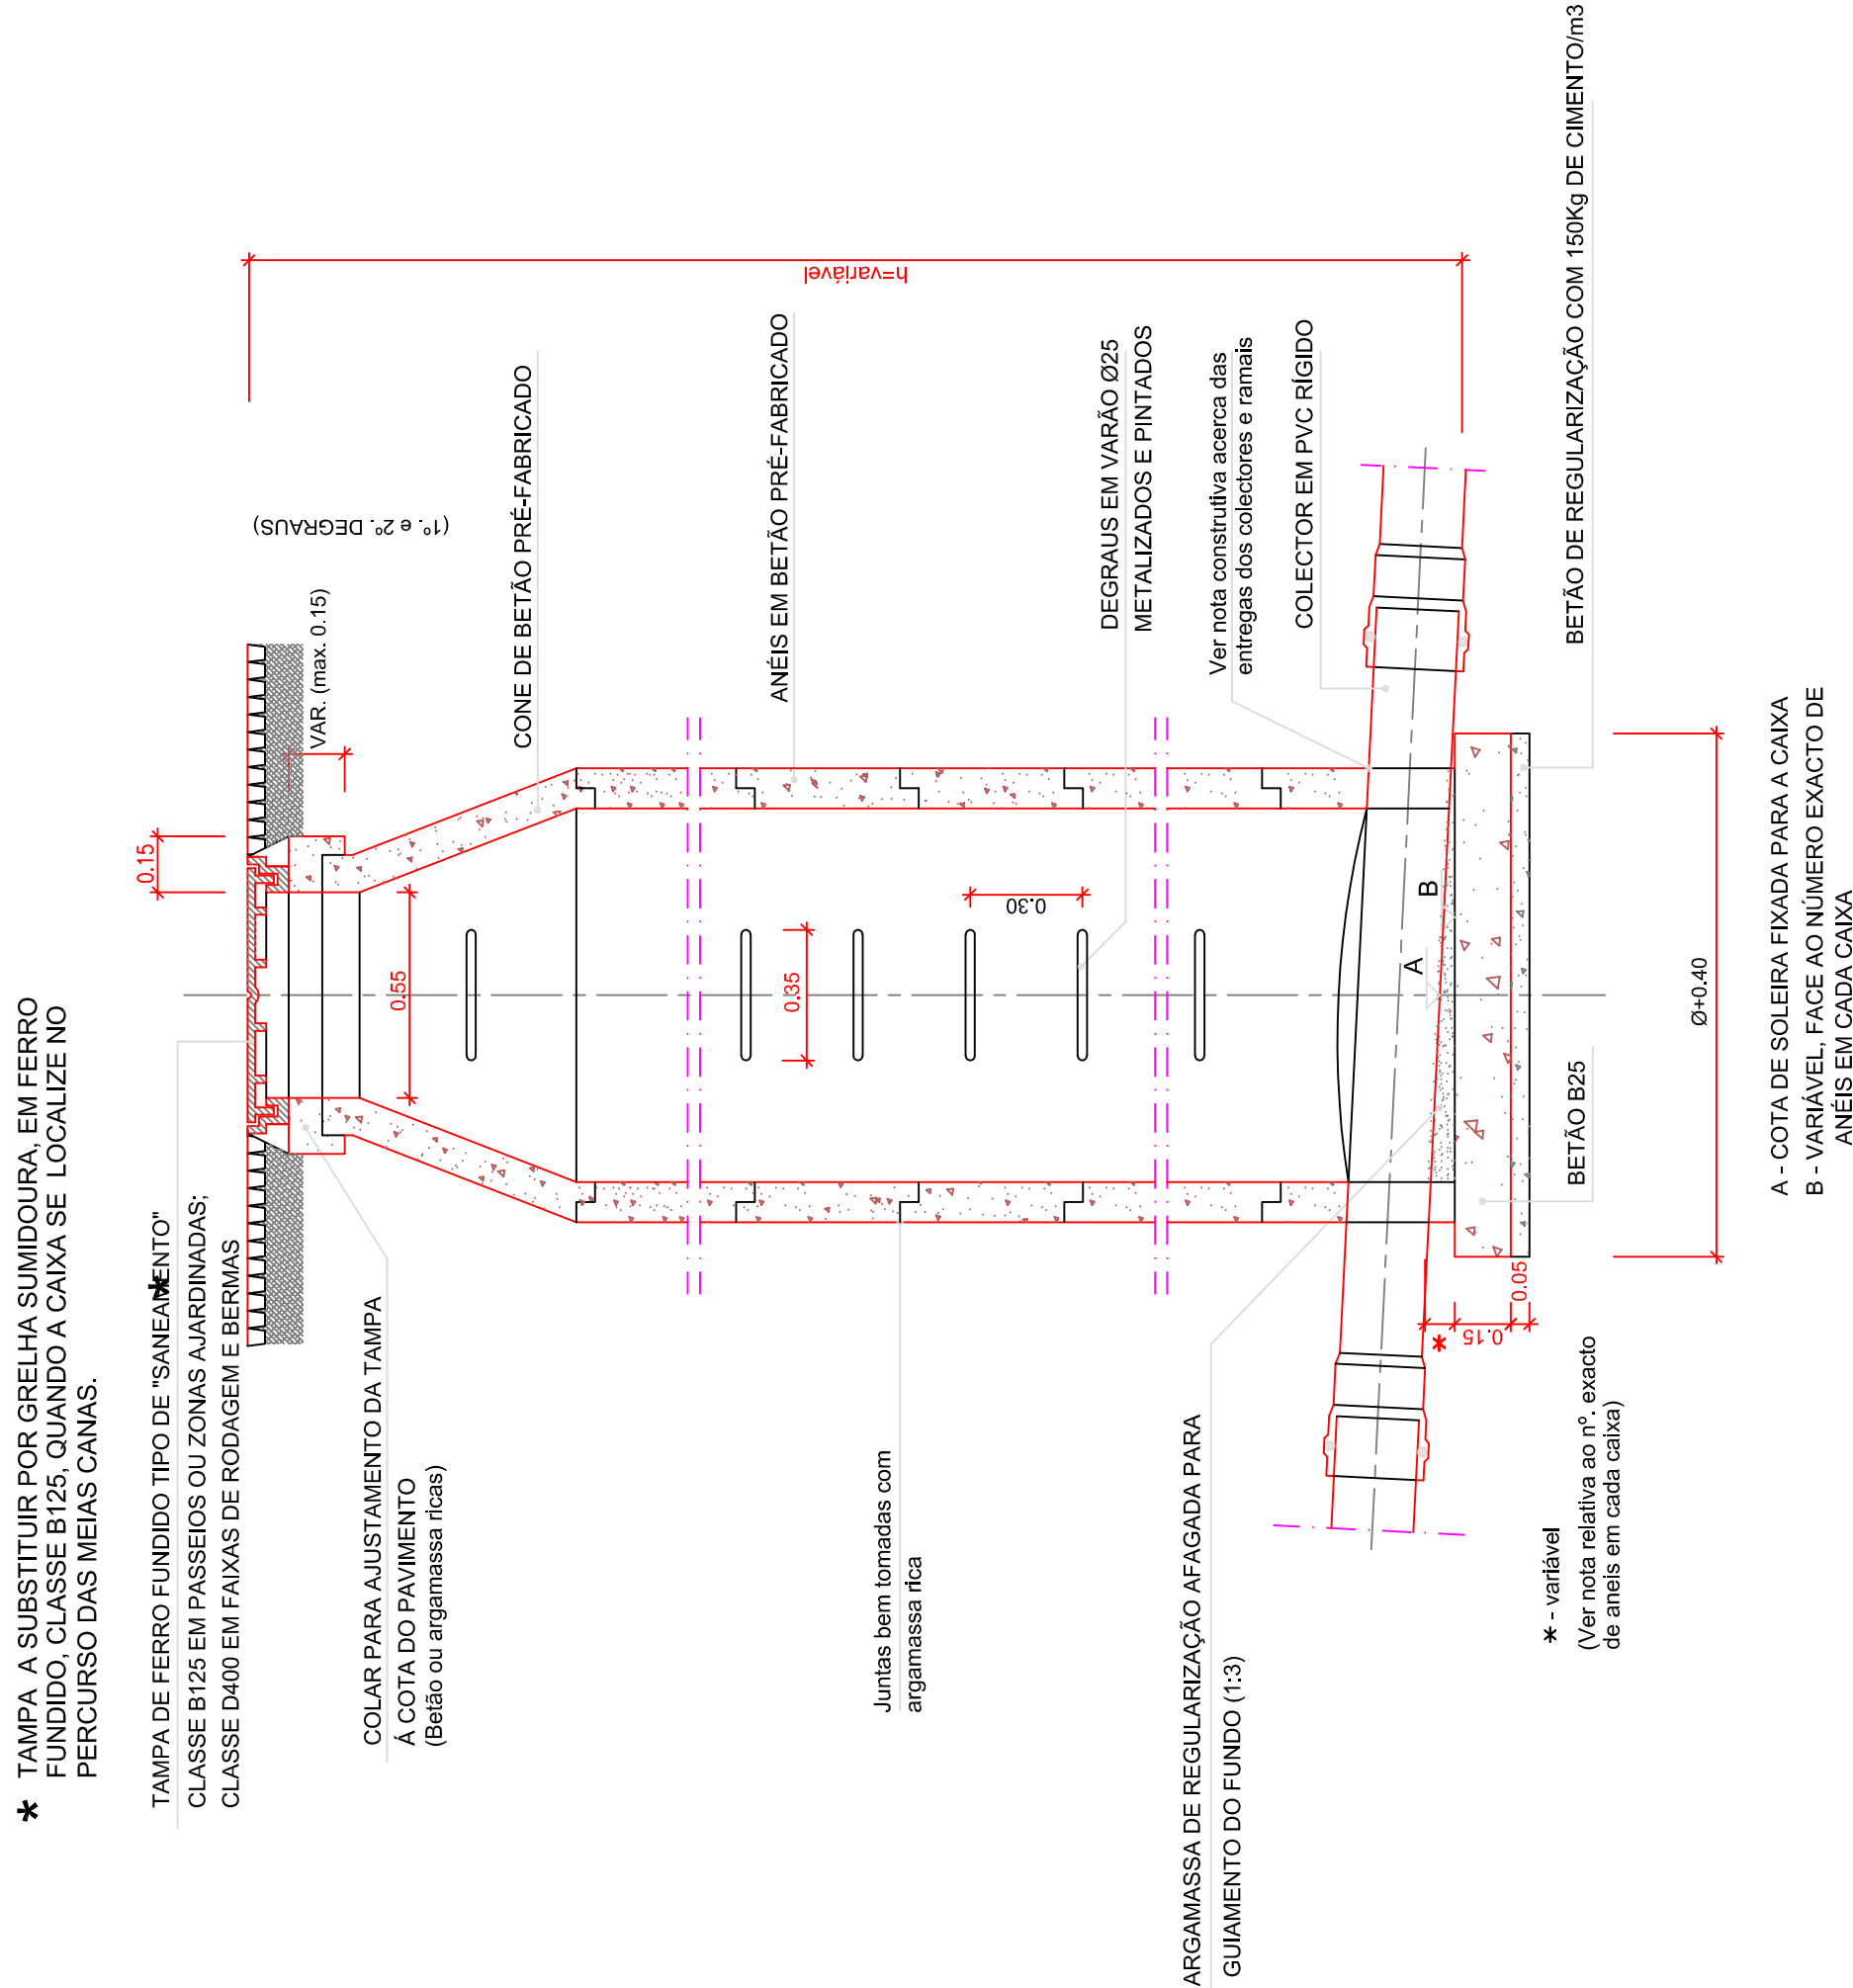 * TAMPA A SUBSTITUIR POR GRELHA SUMIDOURA, EM FERRO
FUNDIDO, CLASSE B125, QUANDO A CAIXA SE LOCALIZE NO
PERCURSO DAS MEIAS CANAS.
TAMPA DE FERRO FUNDIDO TIPO DE "SANEAMENTO"
*
CLASSE B125 EM PASSEIOS OU ZONAS AJARDINADAS;
CLASSE D400 EM FAIXAS DE RODAGEM E BERMAS
COLAR PARA AJUSTAMENTO DA TAMPA
Á COTA DO PAVIMENTO
(Betão ou argamassa ricas)
Juntas bem tomadas com
argamassa rica
ARGAMASSA DE REGULARIZAÇÃO AFAGADA PARA
GUIAMENTO DO FUNDO (1:3)
* - variável
(Ver nota relativa ao nº. exacto
de aneis em cada caixa)
0.15
VAR. (max. 0.15)
(1º. e 2º. DEGRAUS)
0.55
0.35
0.30
h=variável
CONE DE BETÃO PRÉ-FABRICADO
ANÉIS EM BETÃO PRÉ-FABRICADO
DEGRAUS EM VARÃO Ø25
METALIZADOS E PINTADOS
Ver nota construtiva acerca das
entregas dos colectores e ramais
COLECTOR EM PVC RÍGIDO
BETÃO DE REGULARIZAÇÃO COM 150Kg DE CIMENTO/m3
A
B
*
0.15
0.05
BETÃO B25
Ø+0.40
A - COTA DE SOLEIRA FIXADA PARA A CAIXA
B - VARIÁVEL, FACE AO NÚMERO EXACTO DE
ANÉIS EM CADA CAIXA